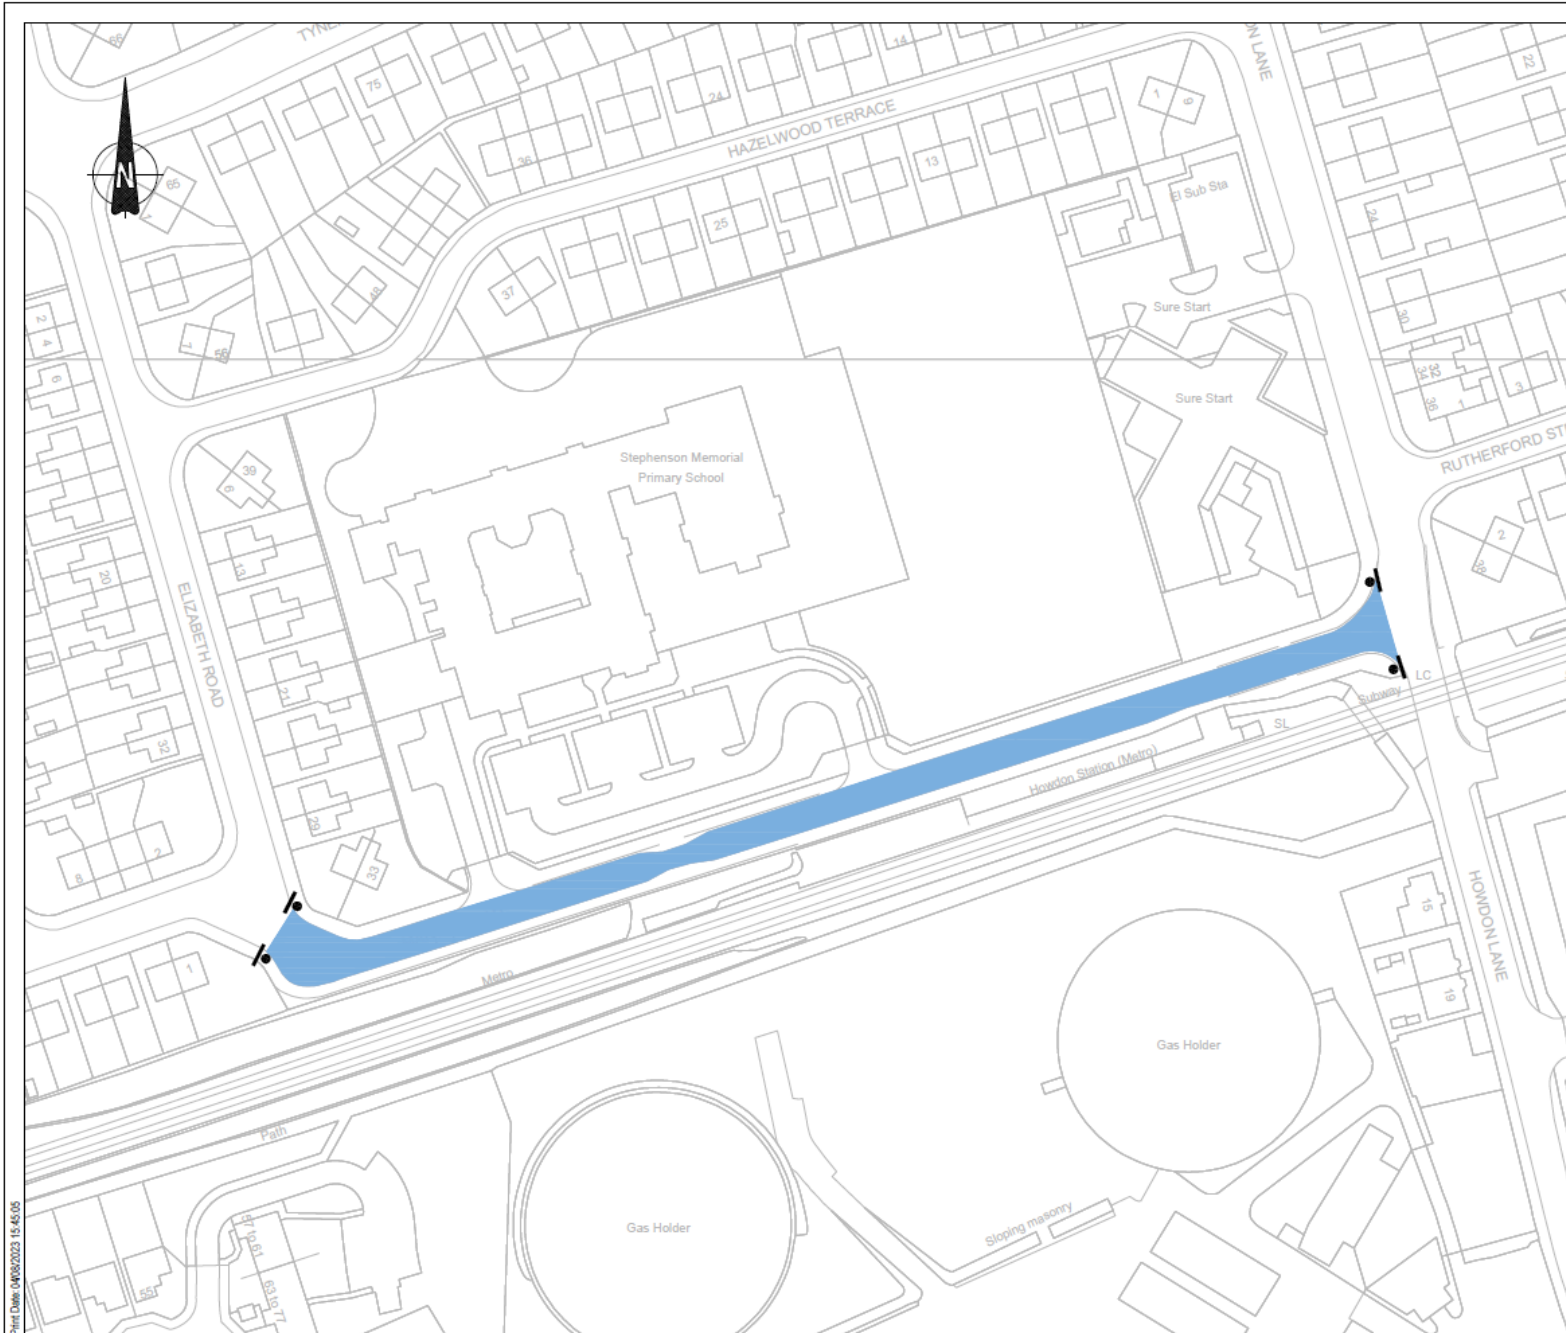 66
75
14
22
24
ON LANE
N
65
1
36
HAZELWOOD TERRACE
1
9
13
El Sub Sta
25
24
37
48
Sure Start
2
4
1
56
30
6
Sure Start
32
34
36
1
3
Stephenson Memorial
Primary School
39
6
RUTHERFORD ST
2
38
13
20
ELIZABETH ROAD
21
LC
Subway
SL
32
Howdon Station (Metro)
29
2
8
33
15
HOWDON LANE
1
Metro
19
Gas Holder
Path
Gas Holder
Sloping masonry
57 to 61
55
63 to 77
Print Date: 04/08/2023 15:45:05